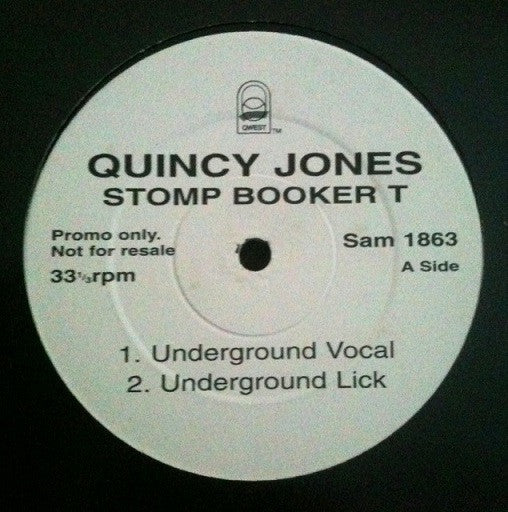 QWEST ™
QUINCY JONES
STOMP BOOKER T
Promo only.
Not for resale
33⅓rpm
Sam 1863
A Side
1. Underground Vocal
2. Underground Lick